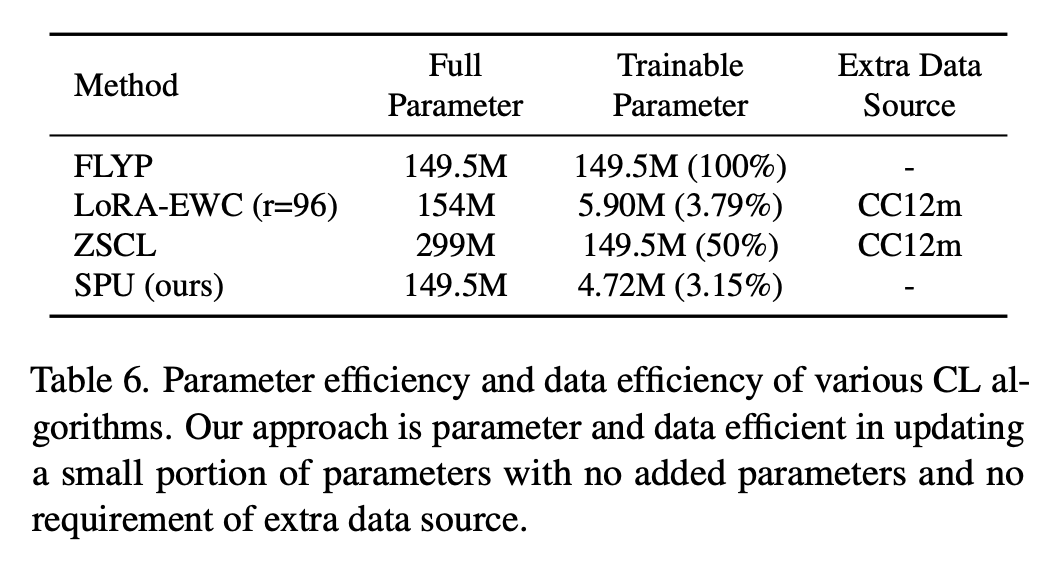 Method Full Parameter Trainable Parameter Extra Data Source
FLYP 149.5M 149.5M (100%) -
LoRA-EWC (r=96) 154M 5.90M (3.79%) CC12m
ZSCL 299M 149.5M (50%) CC12m
SPU (ours) 149.5M 4.72M (3.15%) -
Table 6. Parameter efficiency and data efficiency of various CL al-
gorithms. Our approach is parameter and data efficient in updating
a small portion of parameters with no added parameters and no
requirement of extra data source.